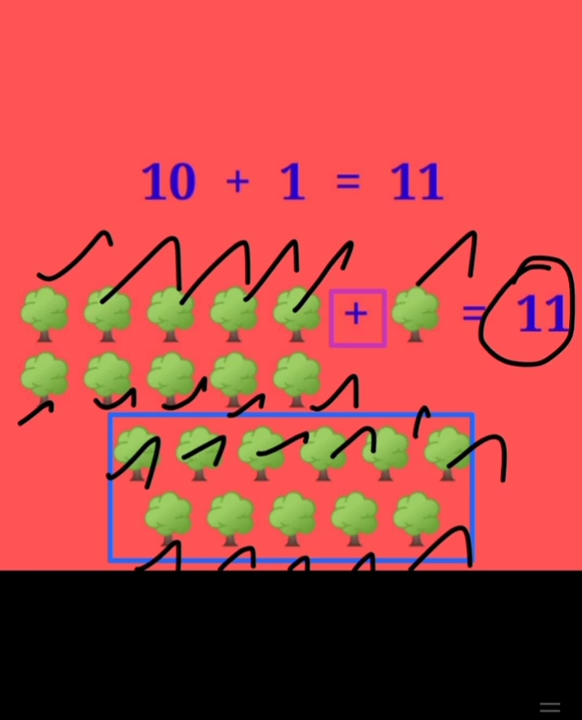 10 + 1 = 11
+ = 11